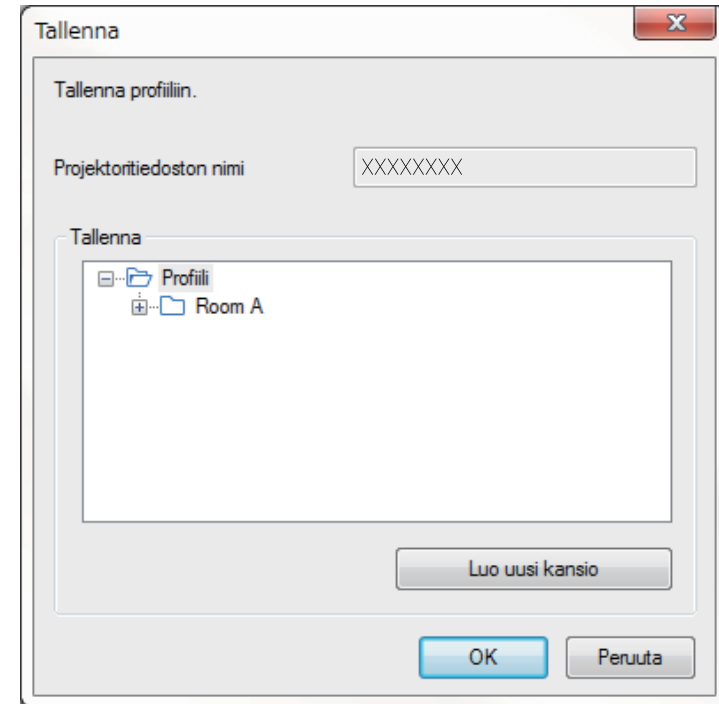 Tallenna
Tallenna profiiliin.
Projektoritiedoston nimi XXXXXXXX
Tallenna
Profiili
Room A
Luo uusi kansio
OK Peruuta